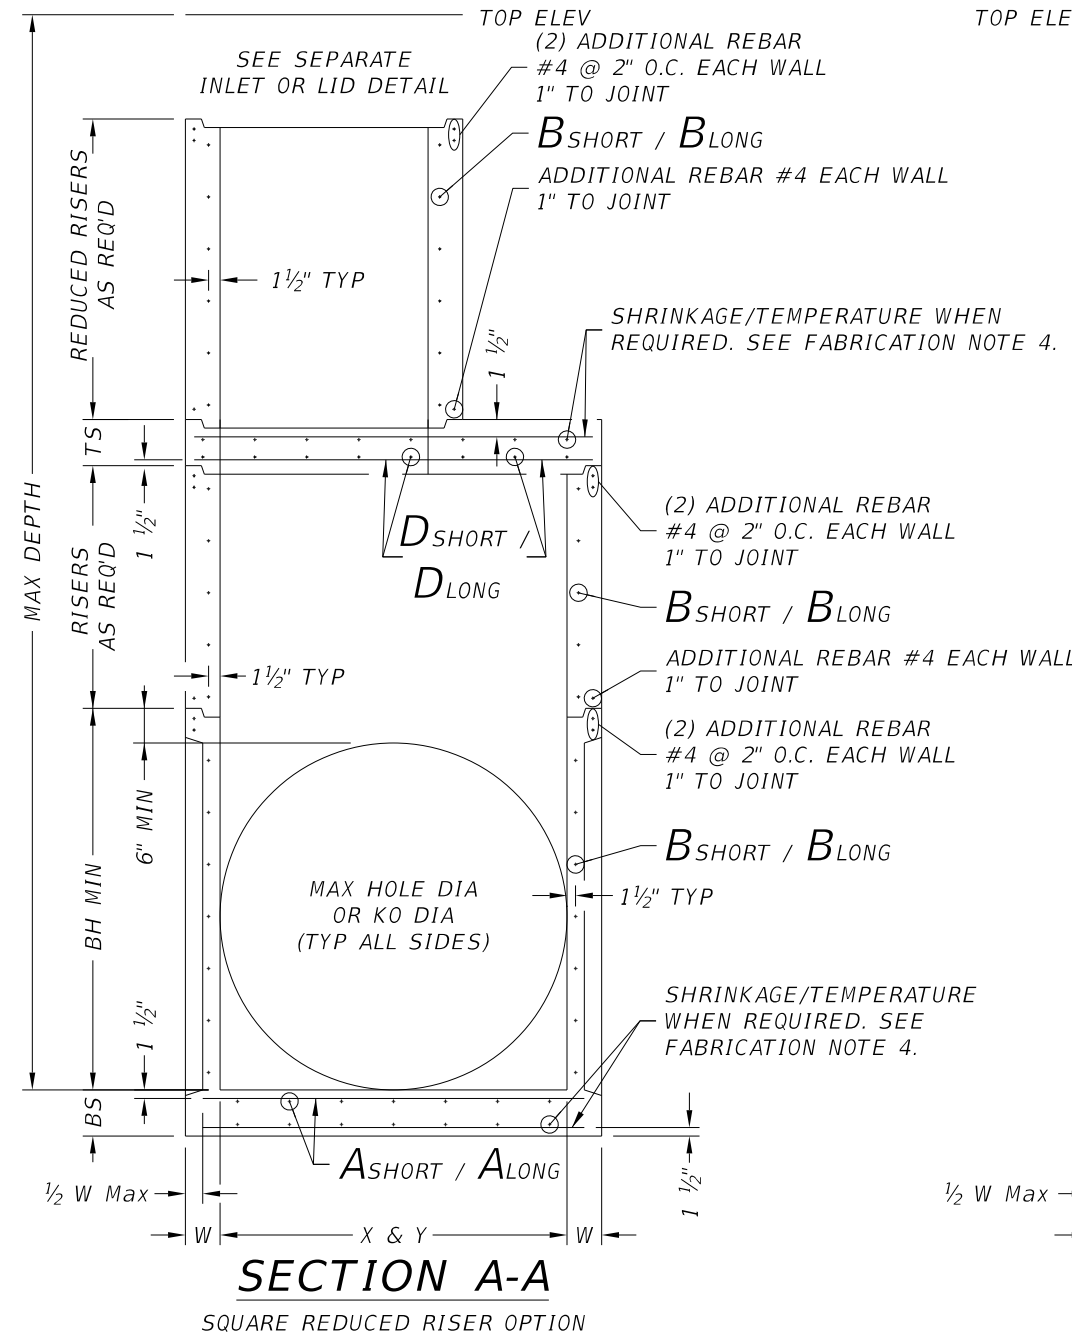 TOP ELEV
TOP ELE
SEE SEPARATE
INLET OR LID DETAIL
(2) ADDITIONAL REBAR
#4 @ 2" O.C. EACH WALL
1" TO JOINT
BSHORT / BLONG
ADDITIONAL REBAR #4 EACH WALL
1" TO JOINT
REDUCED RISERS
AS REQ'D
1½" TYP
SHRINKAGE/TEMPERATURE WHEN
REQUIRED. SEE FABRICATION NOTE 4.
1 ½"
TS
1 ½"
MAX DEPTH
RISERS
AS REQ'D
DSHORT /
DLONG
(2) ADDITIONAL REBAR
#4 @ 2" O.C. EACH WALL
1" TO JOINT
BSHORT / BLONG
1½" TYP
ADDITIONAL REBAR #4 EACH WALL
1" TO JOINT
(2) ADDITIONAL REBAR
#4 @ 2" O.C. EACH WALL
1" TO JOINT
6" MIN
BH MIN
BSHORT / BLONG
MAX HOLE DIA
OR KO DIA
(TYP ALL SIDES)
1½" TYP
SHRINKAGE/TEMPERATURE
WHEN REQUIRED. SEE
FABRICATION NOTE 4.
1 ½"
BS
ASHORT / ALONG
1 ½"
½ W Max
½ W Max
W
X & Y
W
SECTION A-A
SQUARE REDUCED RISER OPTION